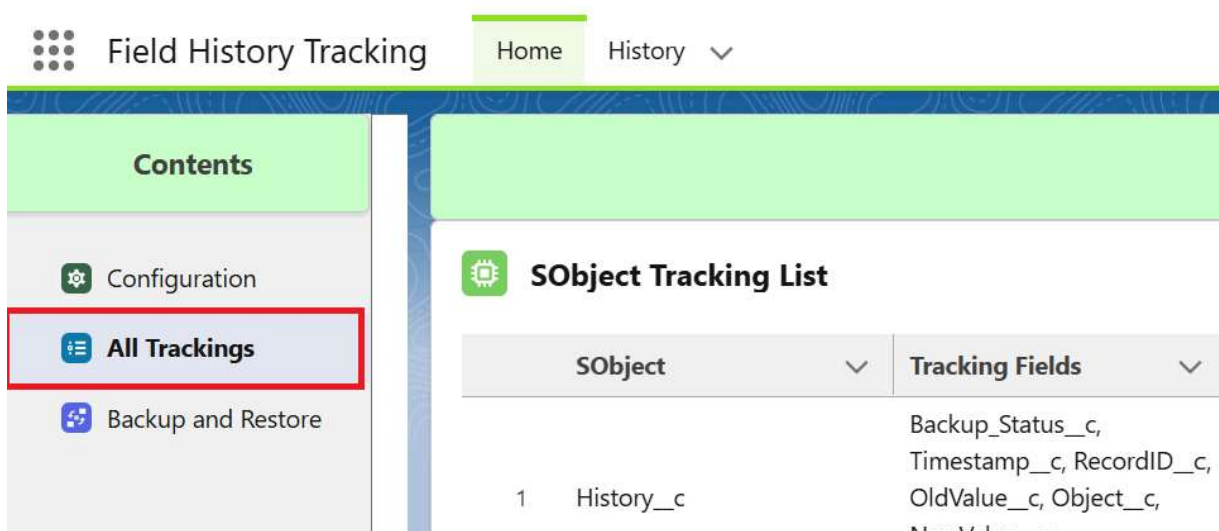 Field History Tracking Home History
Contents
Configuration
All Trackings
Backup and Restore
SObject Tracking List
SObject Tracking Fields
1 History__c
Backup_Status__c,
Timestamp__c, RecordID__c,
OldValue__c, Object__c,